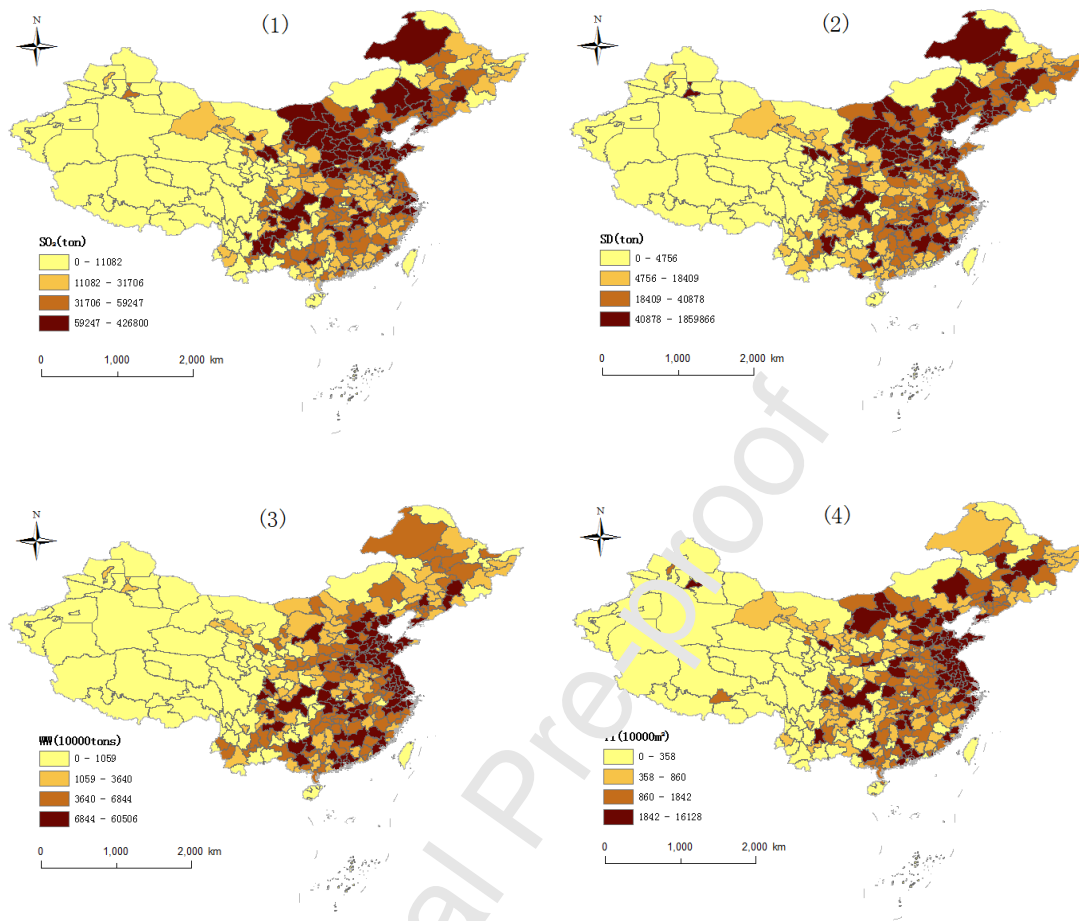 N
(1)
SO₂(ton)
0 - 11082
11082 - 31706
31706 - 59247
59247 - 426800
0 1,000 2,000 km
N
(2)
SD(ton)
0 - 4756
4756 - 18409
18409 - 40878
40878 - 1859866
0 1,000 2,000 km
N
(3)
WW(10000tons)
0 - 1059
1059 - 3640
3640 - 6844
6844 - 60506
0 1,000 2,000 km
N
(4)
(10000m²)
0 - 358
358 - 860
860 - 1842
1842 - 16128
0 1,000 2,000 km
Pre-proof